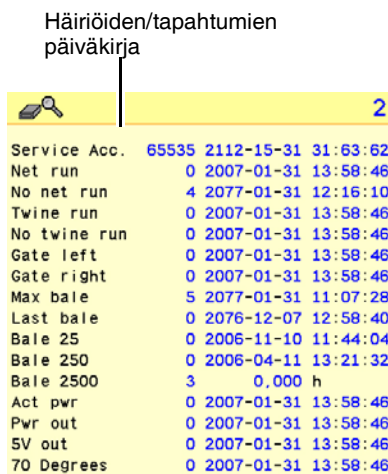 Häiriöiden/tapahtumien
päiväkirja
2
Service Acc. 65535 2112-15-31 31:63:62
Net run 0 2007-01-31 13:58:46
No net run 4 2077-01-31 12:16:10
Twine run 0 2007-01-31 13:58:46
No twine run 0 2007-01-31 13:58:46
Gate left 0 2007-01-31 13:58:46
Gate right 0 2007-01-31 13:58:46
Max bale 5 2077-01-31 11:07:28
Last bale 0 2076-12-07 12:58:40
Bale 25 0 2006-11-10 11:44:04
Bale 250 0 2006-04-11 13:21:32
Bale 2500 3 0,000 h
Act pwr 0 2007-01-31 13:58:46
Pwr out 0 2007-01-31 13:58:46
5V out 0 2007-01-31 13:58:46
70 Degrees 0 2007-01-31 13:58:46